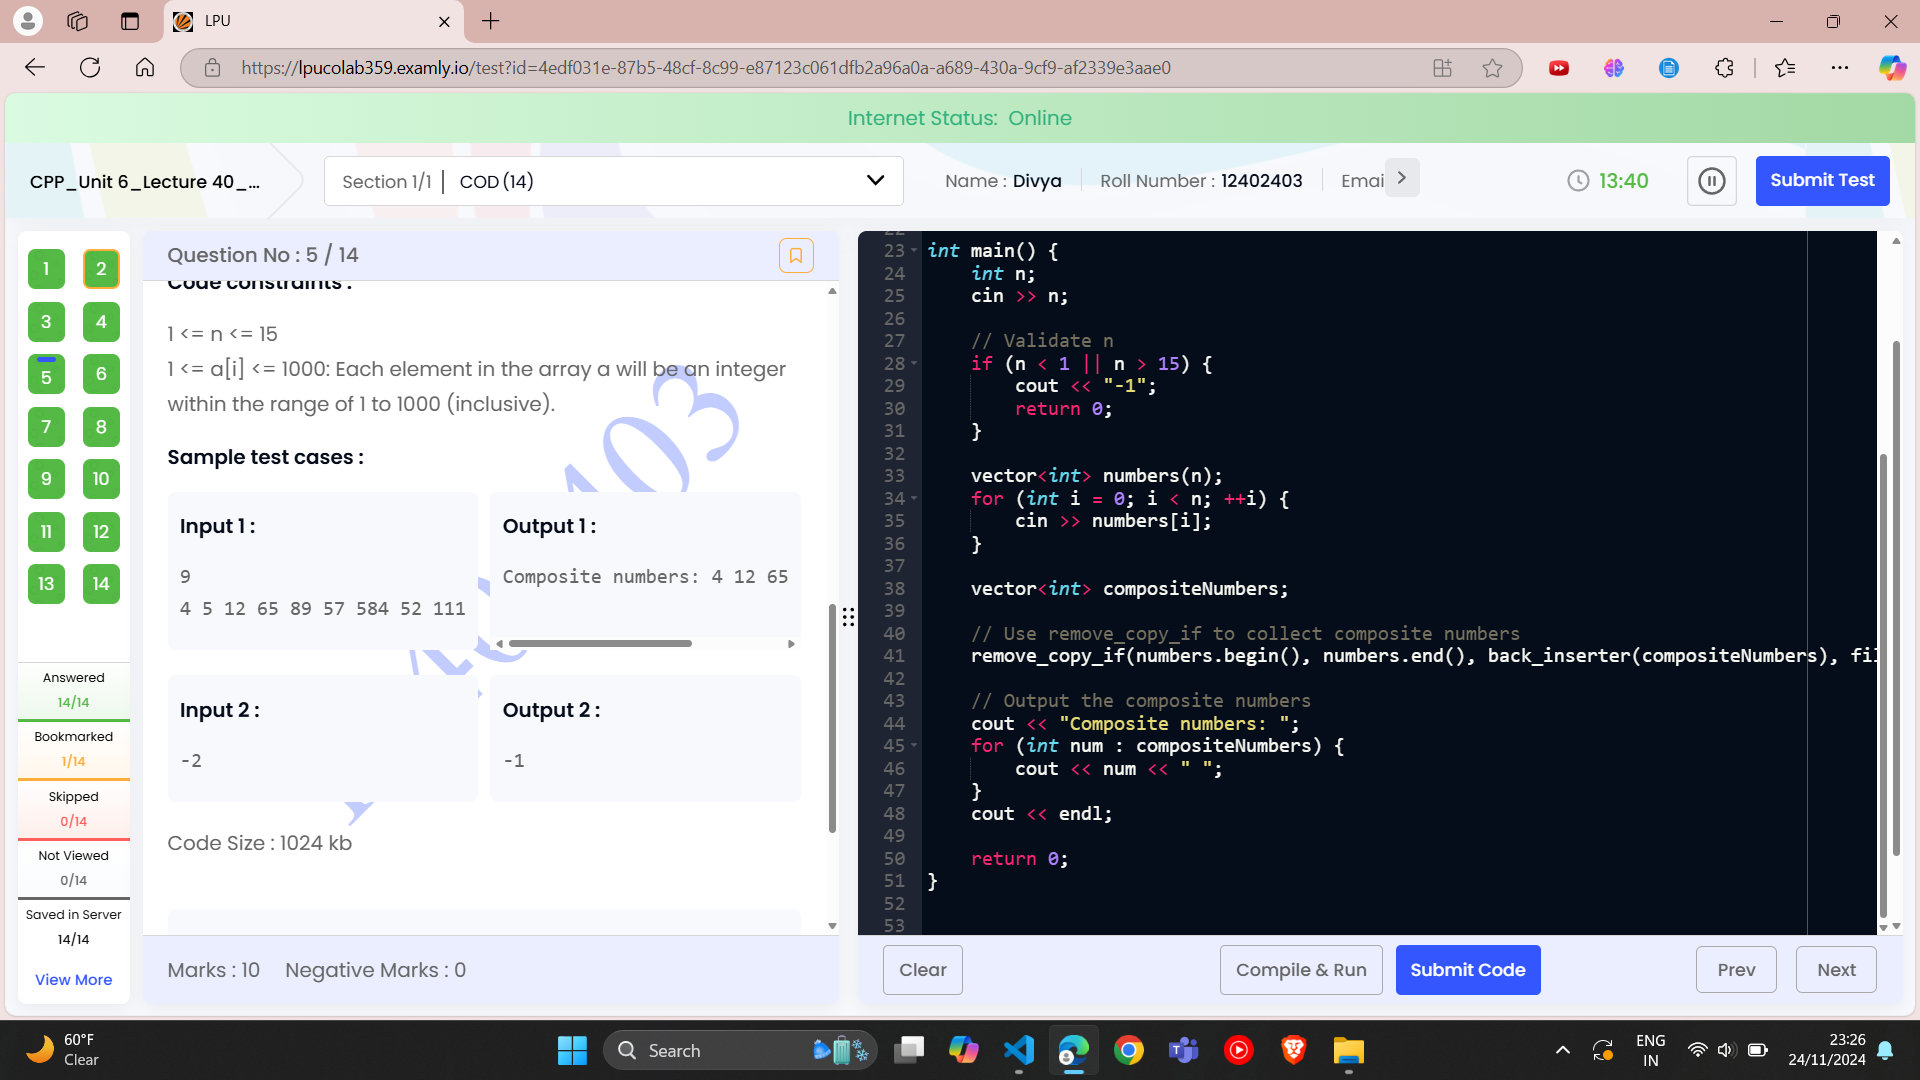 LPU
https://lpucolab359.examly.io/test?id=4edf031e-87b5-48cf-8c99-e87123c061dfb2a96a0a-a689-430a-9cf9-af2339e3aae0
Internet Status: Online
CPP_Unit 6_Lecture 40_...
Section 1/1 | COD (14)
Name : Divya
Roll Number : 12402403
Emai
13:40
Submit Test
1 2
3 4
5 6
7 8
9 10
11 12
13 14
Answered
14/14
Bookmarked
1/14
Skipped
0/14
Not Viewed
0/14
Saved in Server
14/14
View More
Question No : 5 / 14
Code constraints :
1 <= n <= 15
1 <= a[i] <= 1000: Each element in the array a will be an integer
within the range of 1 to 1000 (inclusive).
Sample test cases :
Input 1 :
9
4 5 12 65 89 57 584 52 111
Output 1 :
Composite numbers: 4 12 65
Input 2 :
-2
Output 2 :
-1
Code Size : 1024 kb
Marks : 10 Negative Marks : 0
22
23 int main() {
24     int n;
25     cin >> n;
26
27     // Validate n
28     if (n < 1 || n > 15) {
29         cout << "-1";
30         return 0;
31     }
32
33     vector<int> numbers(n);
34     for (int i = 0; i < n; ++i) {
35         cin >> numbers[i];
36     }
37
38     vector<int> compositeNumbers;
39
40     // Use remove_copy_if to collect composite numbers
41     remove_copy_if(numbers.begin(), numbers.end(), back_inserter(compositeNumbers), fil
42
43     // Output the composite numbers
44     cout << "Composite numbers: ";
45     for (int num : compositeNumbers) {
46         cout << num << " ";
47     }
48     cout << endl;
49
50     return 0;
51 }
52
53
Clear
Compile & Run
Submit Code
Prev
Next
60°F
Clear
Search
ENG
IN
23:26
24/11/2024